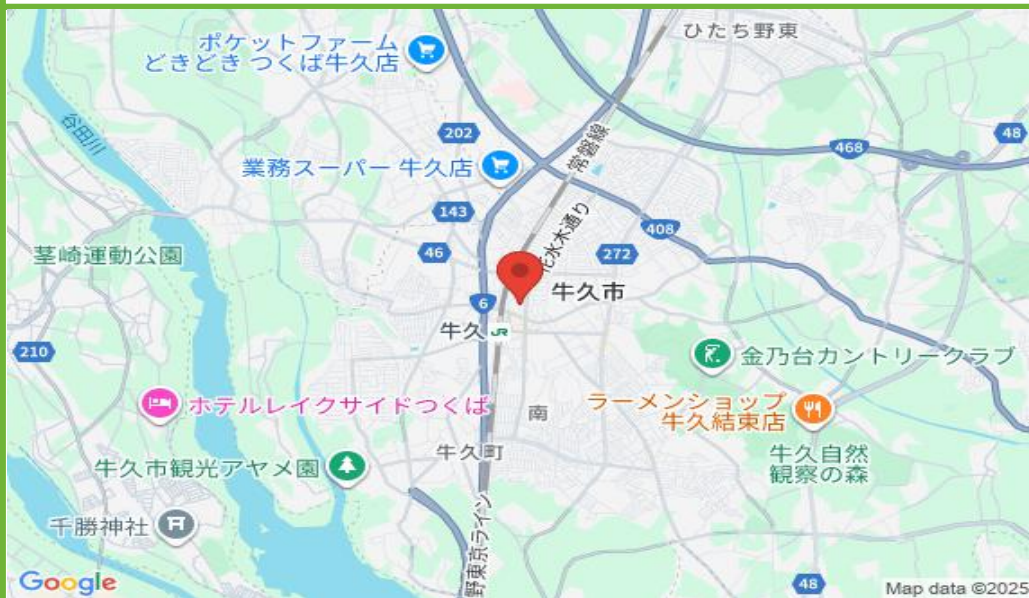 ひたち野東
ポケットファーム
どきどき つくば牛久店
谷田川
202
468
48
業務スーパー 牛久店
常磐線
143
花水木通り
408
茎崎運動公園
46
272
牛久市
6
牛久
JR
210
金乃台カントリークラブ
ホテルレイクサイドつくば
ラーメンショップ
牛久結束店
南
牛久町
牛久自然
観察の森
牛久市観光アヤメ園
千勝神社
野東京ライン
48
Google
Map data ©2025